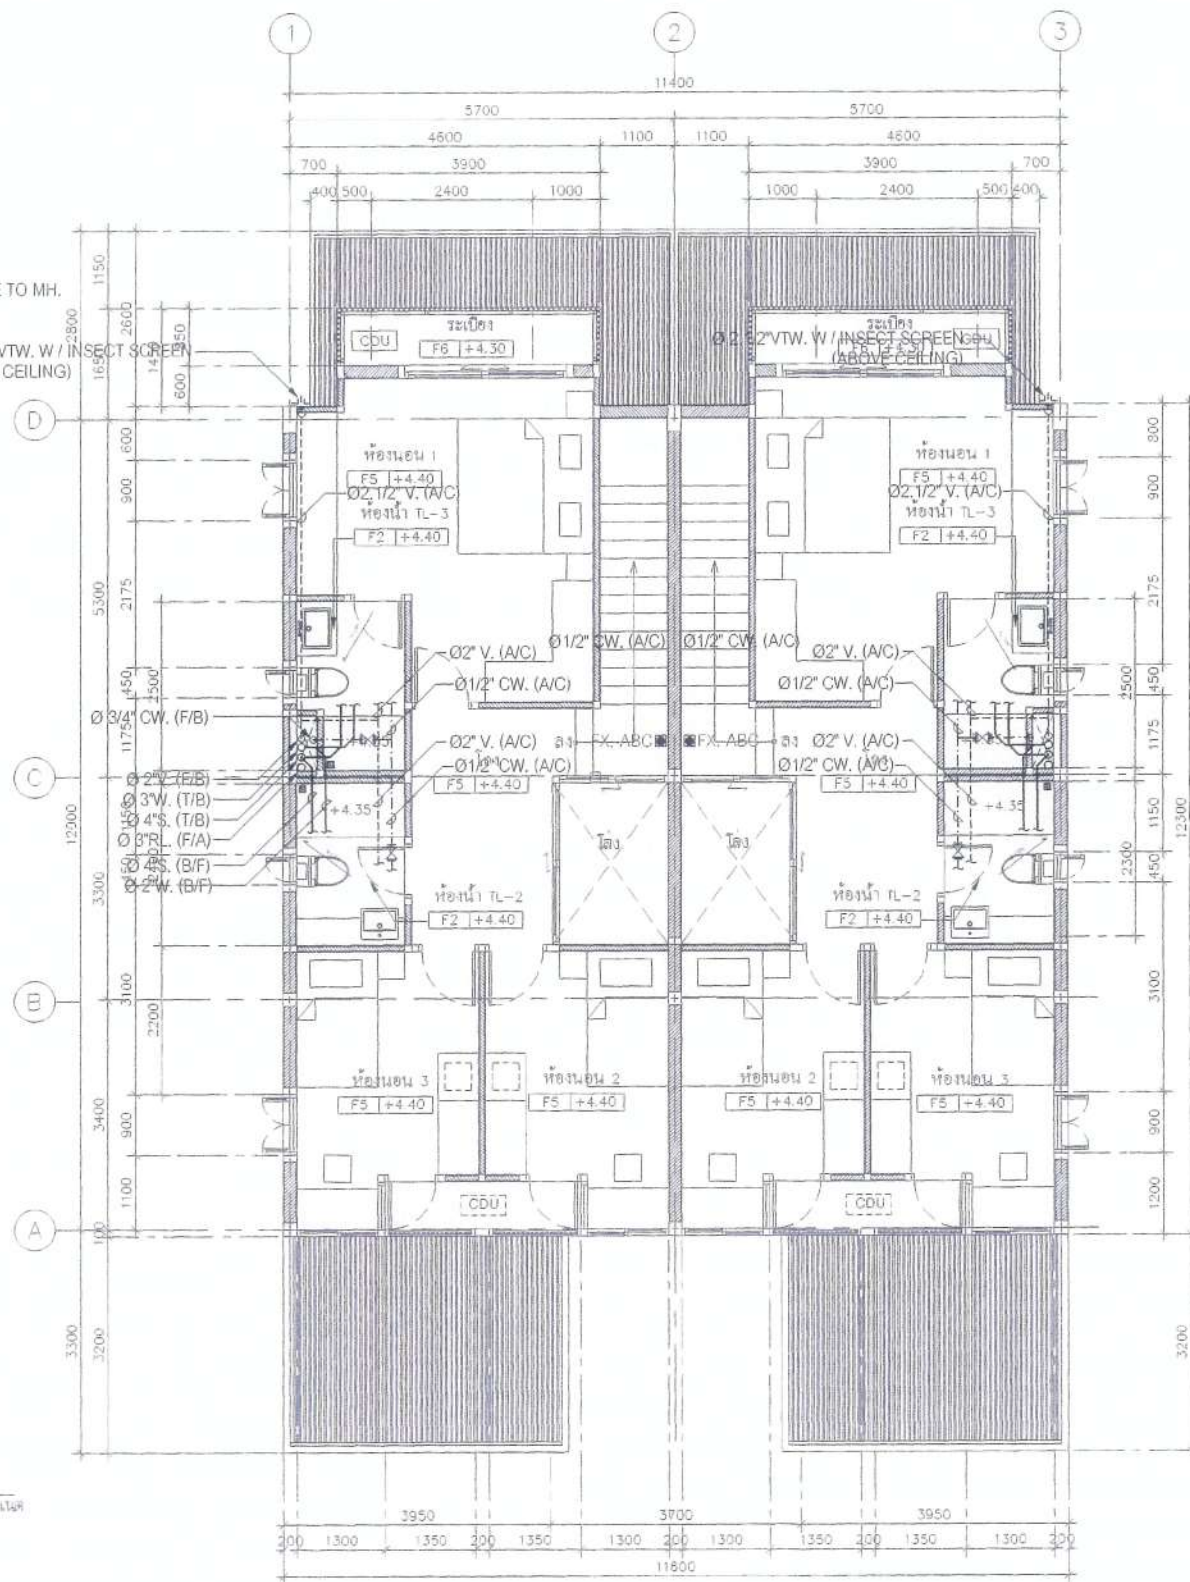 1
2
3
11400
5700
5700
4600
1100
1100
4600
700
3900
3900
700
400
500
2400
1000
1000
2400
500
400
TO MH.
VTW. W / INSECT SCREEN
CEILING)
1150
2600
2800
600
ระเบียง
CDU
F6 +4.30
ระเบียง
VTW. W / INSECT SCREEN
(ABOVE CEILING)
D
ห้องนอน 1
F5 +4.40
Ø2.1/2" V. (A/C)
ห้องน้ำ TL-3
F2 +4.40
ห้องนอน 1
F5 +4.40
Ø2.1/2" V. (A/C)
ห้องน้ำ TL-3
F2 +4.40
600
900
2175
5300
450
2500
1175
800
900
2175
2500
450
1175
Ø2" V. (A/C)
Ø1/2" CW. (A/C)
Ø1/2" CW. (A/C)
Ø1/2" CW. (A/C)
Ø2" V. (A/C)
Ø1/2" CW. (A/C)
Ø 3/4" CW. (F/B)
Ø2" V. (A/C)
ลง
FX. ABC
FX. ABC
ลง
Ø2" V. (A/C)
C
Ø 2"V. (F/B)
Ø1/2" CW. (A/C)
Ø1/2" CW. (A/C)
F5 +4.40
F5 +4.40
Ø 3"W. (T/B)
Ø 4"S. (T/B)
+4.35
+4.35
Ø 3"RL. (F/A)
Ø 4"S. (B/F)
Ø 2"W. (B/F)
โล่ง
โล่ง
12900
3300
1150
2300
450
12300
ห้องน้ำ TL-2
F2 +4.40
ห้องน้ำ TL-2
F2 +4.40
B
3100
2200
3100
ห้องนอน 3
F5 +4.40
ห้องนอน 2
F5 +4.40
ห้องนอน 2
F5 +4.40
ห้องนอน 3
F5 +4.40
3400
900
1100
900
1200
CDU
CDU
A
100
3300
3200
3200
3950
3700
3950
200
1300
1350
200
1350
1300
200
1300
1350
200
1350
1300
200
11800